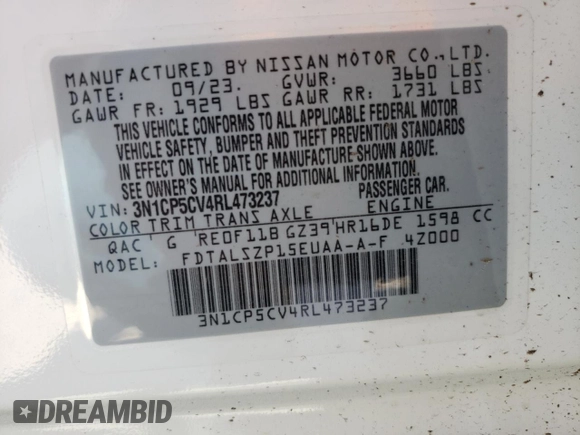 MANUFACTURED BY NISSAN MOTOR CO., LTD.
DATE: 09/23. GVWR: 3660 LBS
GAWR FR: 1929 LBS GAWR RR: 1731 LBS
THIS VEHICLE CONFORMS TO ALL APPLICABLE FEDERAL MOTOR
VEHICLE SAFETY, BUMPER AND THEFT PREVENTION STANDARDS
IN EFFECT ON THE DATE OF MANUFACTURE SHOWN ABOVE.
SEE OWNER'S MANUAL FOR ADDITIONAL INFORMATION.
VIN: 3N1CP5CV4RL473237 PASSENGER CAR.
COLOR TRIM TRANS AXLE ENGINE
QAC G RE0F11B GZ39 HR16DE 1598 CC
MODEL FDTALSZP15EUAA-A-F 4Z000
3N1CP5CV4RL473237
DREAMBID